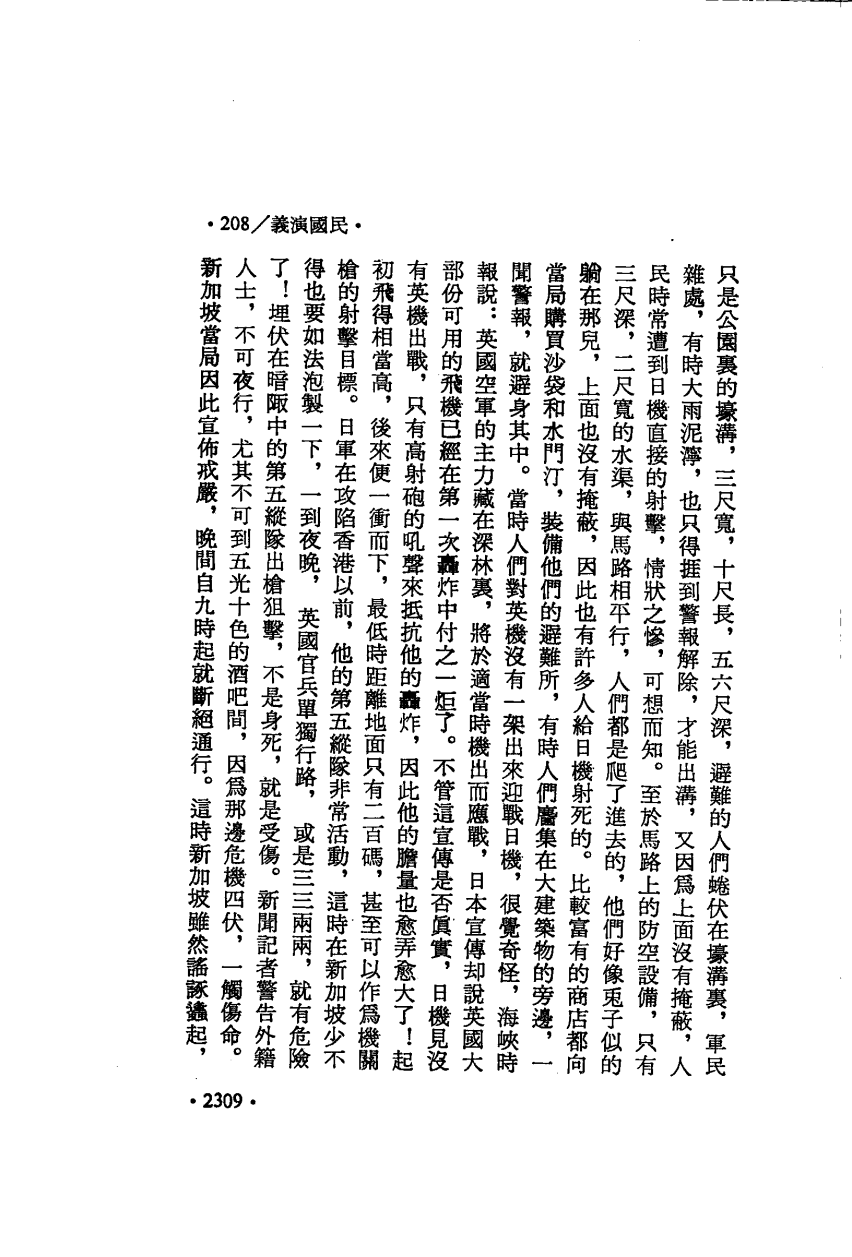 •208／義演國民•
只是公園裏的壕溝，三尺寬，十尺長，五六尺深，避難的人們蜷伏在壕溝裏，軍民
雜處，有時大雨泥濘，也只得捱到警報解除，才能出溝，又因爲上面沒有掩蔽，人
民時常遭到日機直接的射擊，情狀之慘，可想而知。至於馬路上的防空設備，只有
三尺深，二尺寬的水渠，與馬路相平行，人們都是爬了進去的，他們好像兎子似的
躺在那兒，上面也沒有掩蔽，因此也有許多人給日機射死的。比較富有的商店都向
當局購買沙袋和水門汀，裝備他們的避難所，有時人們麕集在大建築物的旁邊，一
聞警報，就避身其中。當時人們對英機沒有一架出來迎戰日機，很覺奇怪，海峽時
報說：英國空軍的主力藏在深林裏，將於適當時機出而應戰，日本宣傳却說英國大
部份可用的飛機已經在第一次轟炸中付之一炬了。不管這宣傳是否眞實，日機見沒
有英機出戰，只有高射砲的吼聲來抵抗他的轟炸，因此他的膽量也愈弄愈大了！起
初飛得相當高，後來便一衝而下，最低時距離地面只有二百碼，甚至可以作爲機關
槍的射擊目標。日軍在攻陷香港以前，他的第五縱隊非常活動，這時在新加坡少不
得也要如法泡製一下，一到夜晚，英國官兵單獨行路，或是三三兩兩，就有危險
了！埋伏在暗陬中的第五縱隊出槍狙擊，不是身死，就是受傷。新聞記者警告外籍
人士，不可夜行，尤其不可到五光十色的酒吧間，因爲那邊危機四伏，一觸傷命。
新加坡當局因此宣佈戒嚴，晚間自九時起就斷絕通行。這時新加坡雖然謠諑蠭起，
•2309•